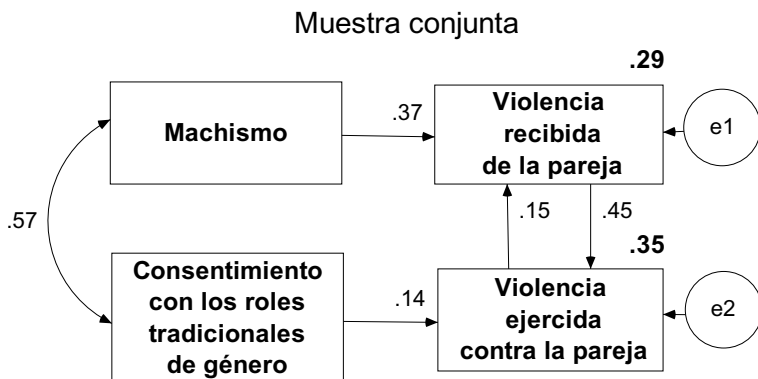 Muestra conjunta
.29
Machismo
.37
Violencia
recibida
de la pareja
e1
.57
.15
.45
.35
Consentimiento
con los roles
tradicionales
de género
.14
Violencia
ejercida
contra la pareja
e2